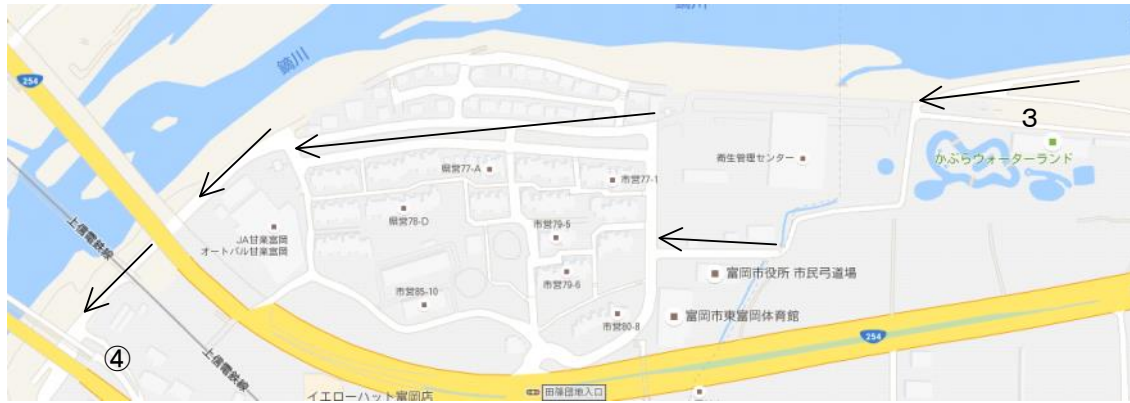 鏑川
鏑川
254
3
かぶらウォーターランド
衛生管理センター
県営77-A
市営77-1
県営78-D
市営79-5
JA甘楽富岡
オートパル甘楽富岡
上信電鉄線
市営79-6
富岡市役所 市民弓道場
市営85-10
市営80-8
富岡市東富岡体育館
254
④
上信電鉄線
イエローハット富岡店
田篠団地入口